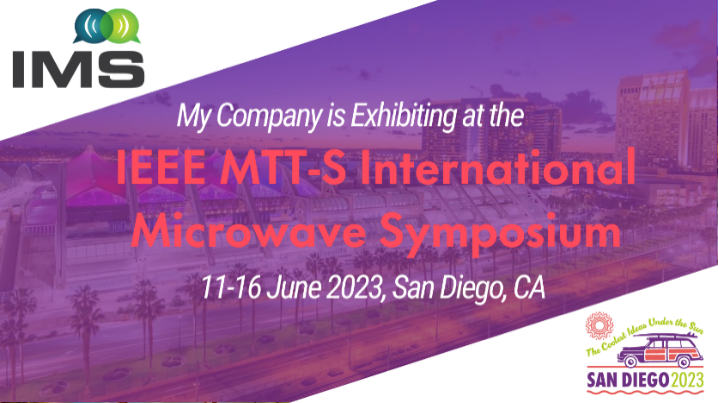 IMS
My Company is Exhibiting at the
IEEE MTT-S International
Microwave Symposium
11-16 June 2023, San Diego, CA
The Coolest Ideas Under the Sun
SAN DIEGO 2023